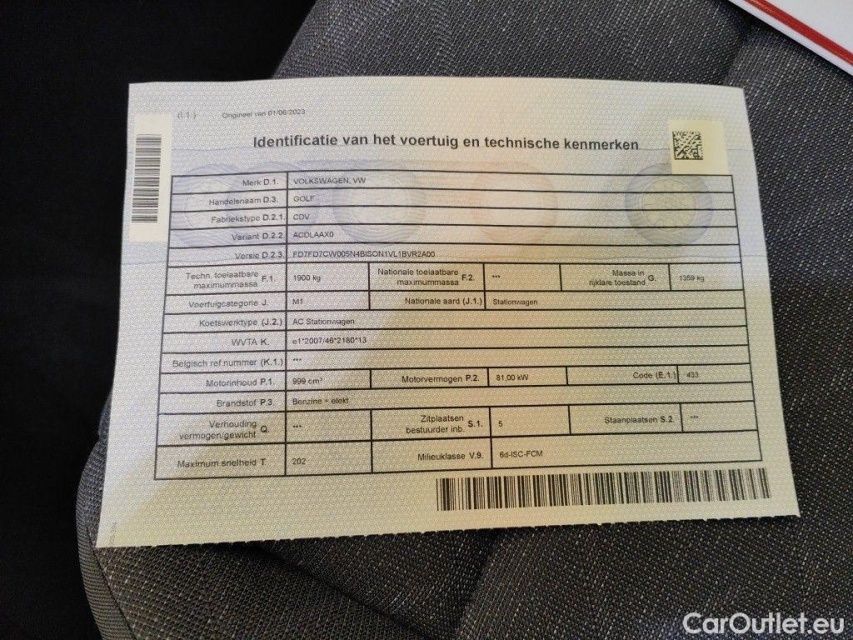 (I.1.) Origineel van 01/06/2023
Identificatie van het voertuig en technische kenmerken
Merk D.1. VOLKSWAGEN, VW
Handelsnaam D.3. GOLF
Fabriekstype D.2.1. CDV
Variant D.2.2. ACDLAAX0
Versie D.2.3. FD7FD7CW005N4BISON1VL1BVR2A00
Techn. toelaatbare maximummassa F.1. 1900 kg Nationale toelaatbare maximummassa F.2. *** Massa in rijklare toestand G. 1359 kg
Voertuigcategorie J. M1 Nationale aard (J.1.) Stationwagen
Koetswerktype (J.2.) AC Stationwagen
WVTA K. e1*2007/46*2180*13
Belgisch ref nummer (K.1.) ***
Motorinhoud P.1. 999 cm³ Motorvermogen P.2. 81,00 kW Code (E.1.) 433
Brandstof P.3. Benzine + elekt
Verhouding vermogen/gewicht Q. *** Zitplaatsen bestuurder inb. S.1. 5 Staanplaatsen S.2. ***
Maximum snelheid T. 202 Milieuklasse V.9. 6d-ISC-FCM
CarOutlet.eu